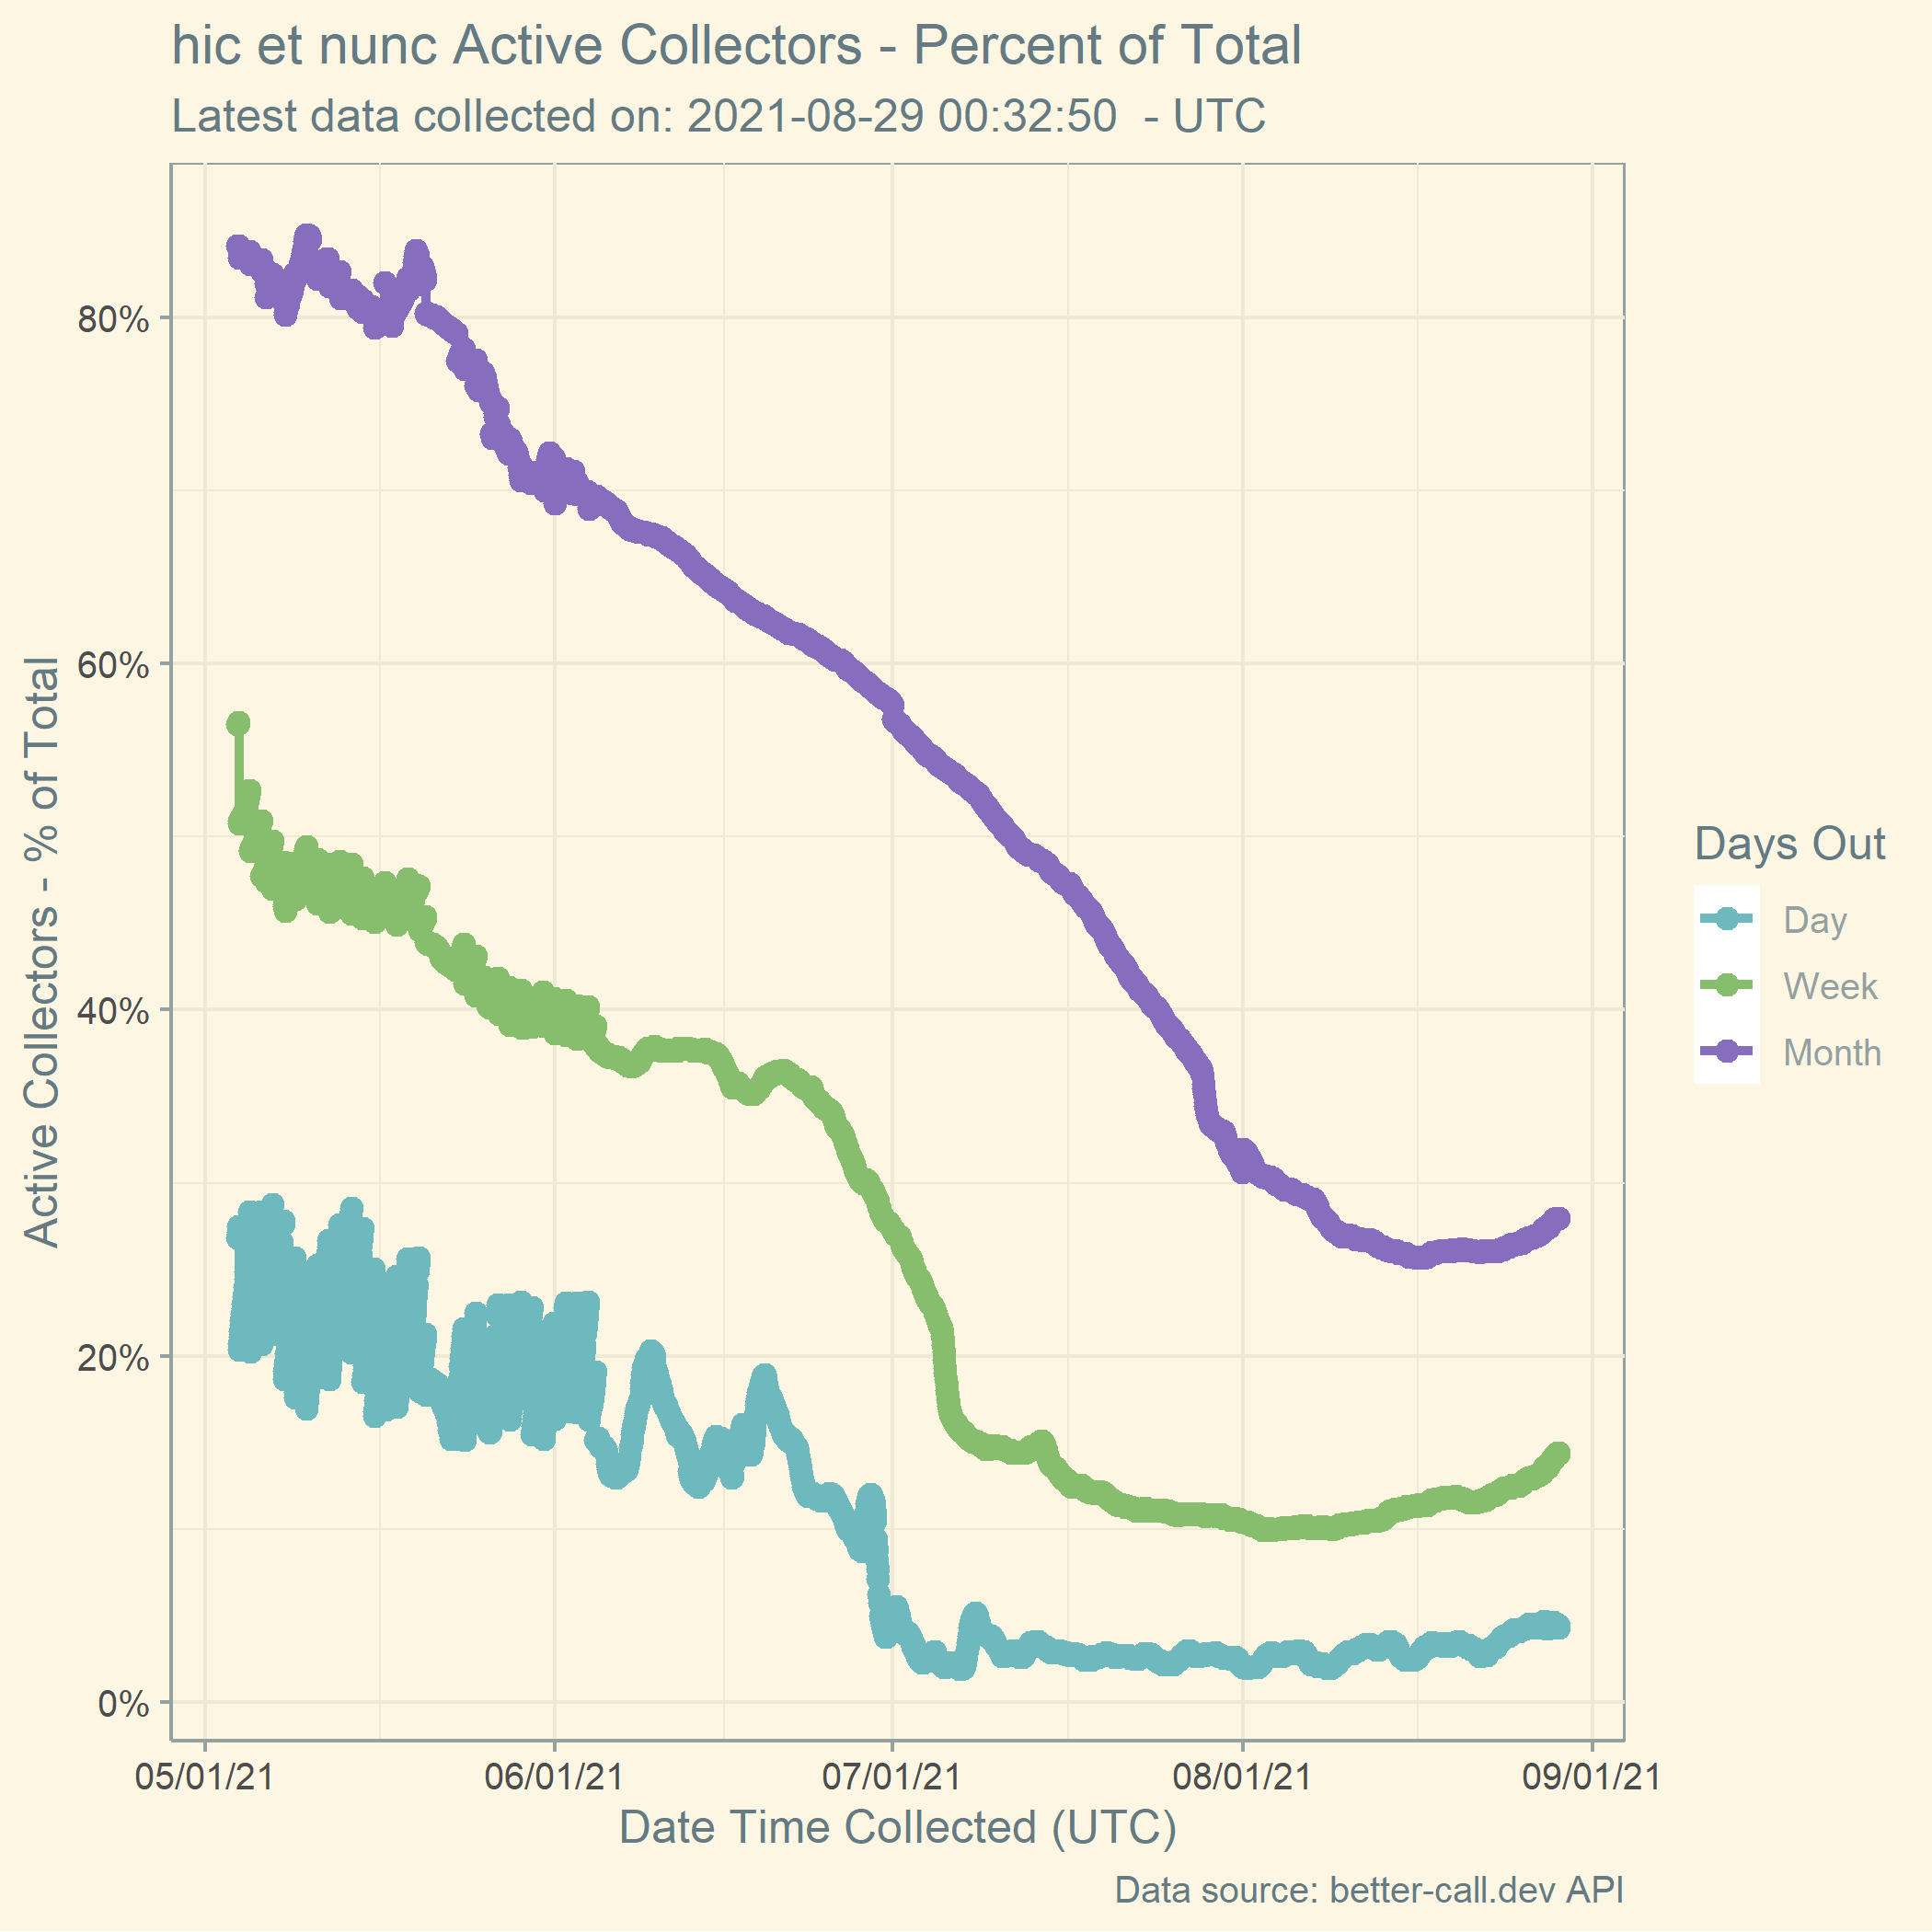 hic et nunc Active Collectors - Percent of Total
Latest data collected on: 2021-08-29 00:32:50  - UTC
Active Collectors - % of Total
80%
60%
40%
20%
0%
05/01/21
06/01/21
07/01/21
08/01/21
09/01/21
Date Time Collected (UTC)
Days Out
Day
Week
Month
Data source: better-call.dev API